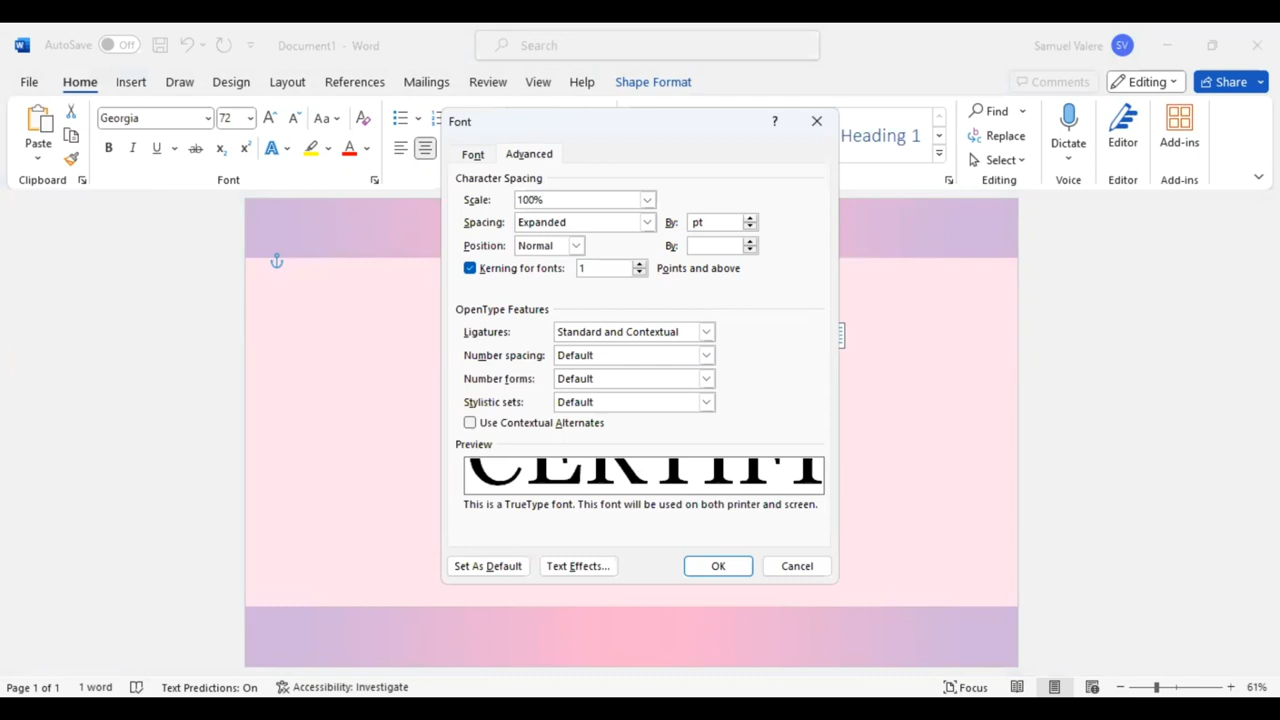 AutoSave Off Document1 - Word Search Samuel Valere SV
File Home Insert Draw Design Layout References Mailings Review View Help Shape Format Comments Editing Share
Paste Georgia 72 A A Aa Heading 1 Find Replace Select Dictate Editor Add-ins
Clipboard Font Editing Voice Editor Add-ins
Font ?
Font Advanced
Character Spacing
Scale: 100%
Spacing: Expanded By: pt
Position: Normal By:
Kerning for fonts: 1 Points and above
OpenType Features
Ligatures: Standard and Contextual
Number spacing: Default
Number forms: Default
Stylistic sets: Default
Use Contextual Alternates
Preview
This is a TrueType font. This font will be used on both printer and screen.
Set As Default Text Effects... OK Cancel
Page 1 of 1 1 word Text Predictions: On Accessibility: Investigate Focus 61%